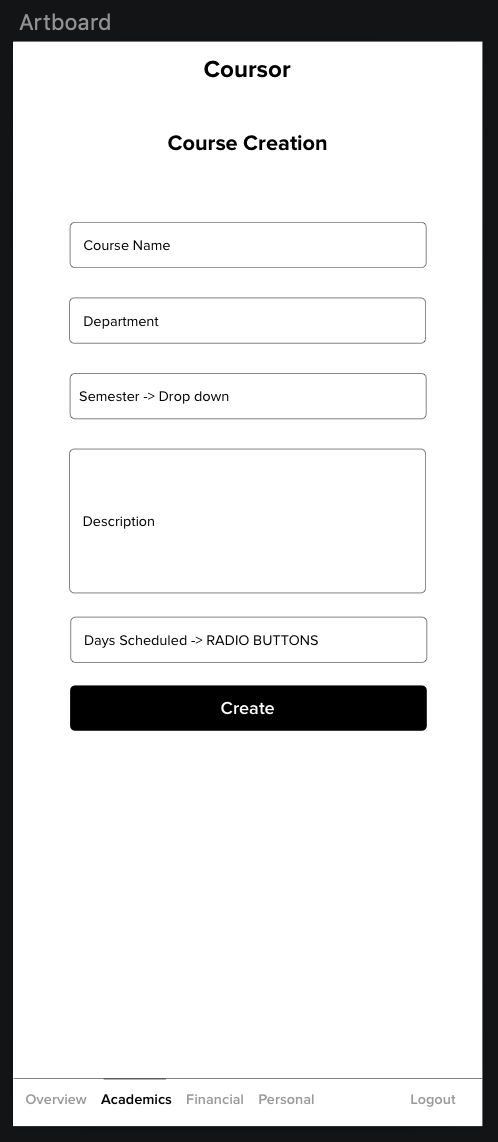 Artboard
Coursor
Course Creation
Course Name
Department
Semester -> Drop down
Description
Days Scheduled -> RADIO BUTTONS
Create
Overview Academics Financial Personal Logout